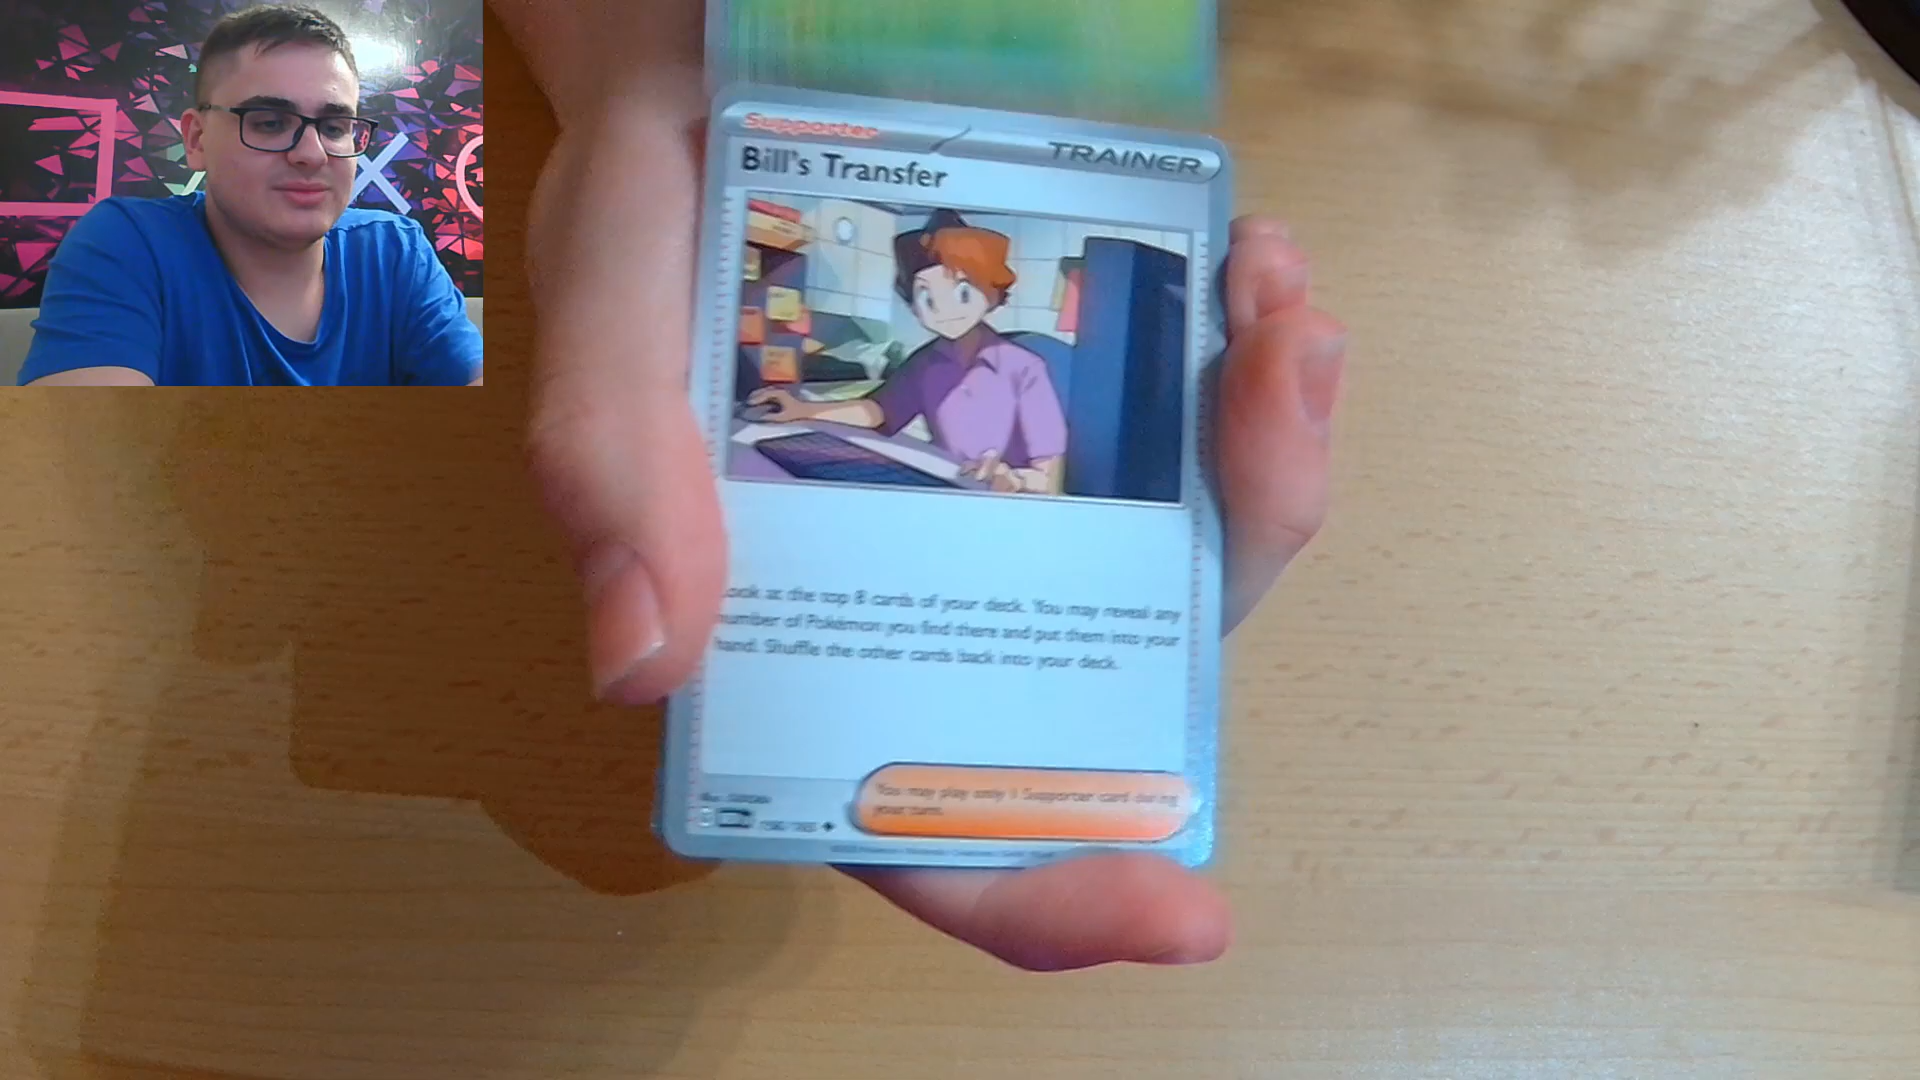 Supporter
TRAINER
Bill's Transfer
ook at the top 8 cards of your deck. You may reveal any
number of Pokémon you find there and put them into your
hand. Shuffle the other cards back into your deck.
You may play only 1 Supporter card during
your turn.